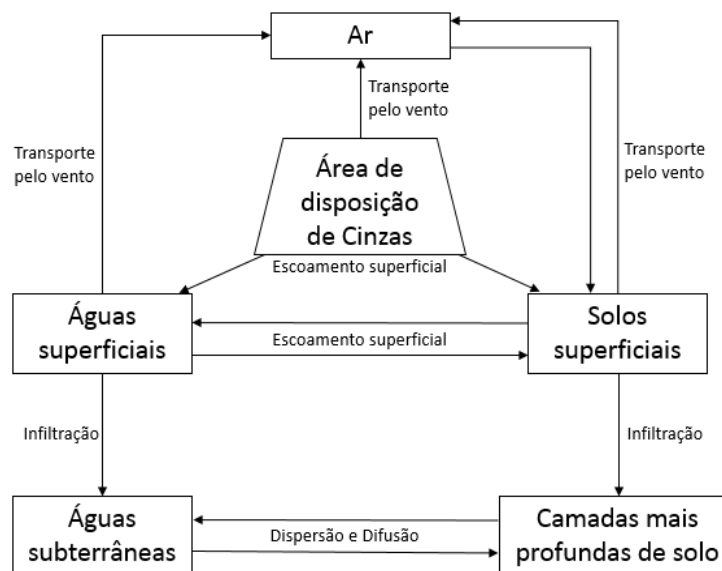 Ar
Transporte
pelo vento
Transporte
pelo vento
Transporte
pelo vento
Área de
disposição
de Cinzas
Escoamento superficial
Águas
superficiais
Escoamento superficial
Solos
superficiais
Infiltração
Infiltração
Águas
subterrâneas
Dispersão e Difusão
Camadas mais
profundas de solo